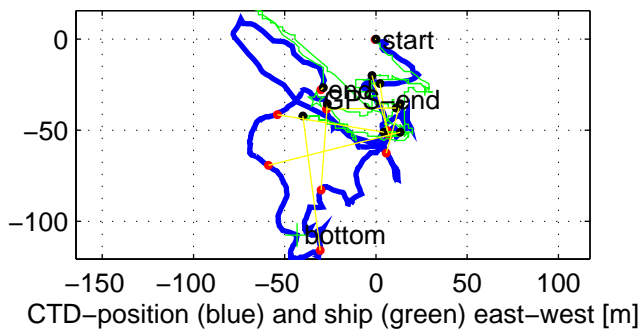 0
start
end
GPS-end
−50
−100
bottom
−150 −100 −50 0 50 100
CTD−position (blue) and ship (green) east−west [m]